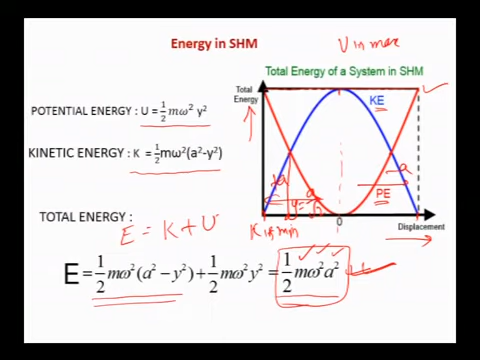 Energy in SHM
U is max
Total Energy of a System in SHM
POTENTIAL ENERGY : U = ½ mω² y²
KINETIC ENERGY : K = ½mω²(a²-y²)
TOTAL ENERGY :
E = K + U
E = 1/2 mω²(a² − y²) + 1/2 mω²y² = 1/2 mω²a²
Total
Energy
KE
PE
a
-a
K is min
0
Displacement